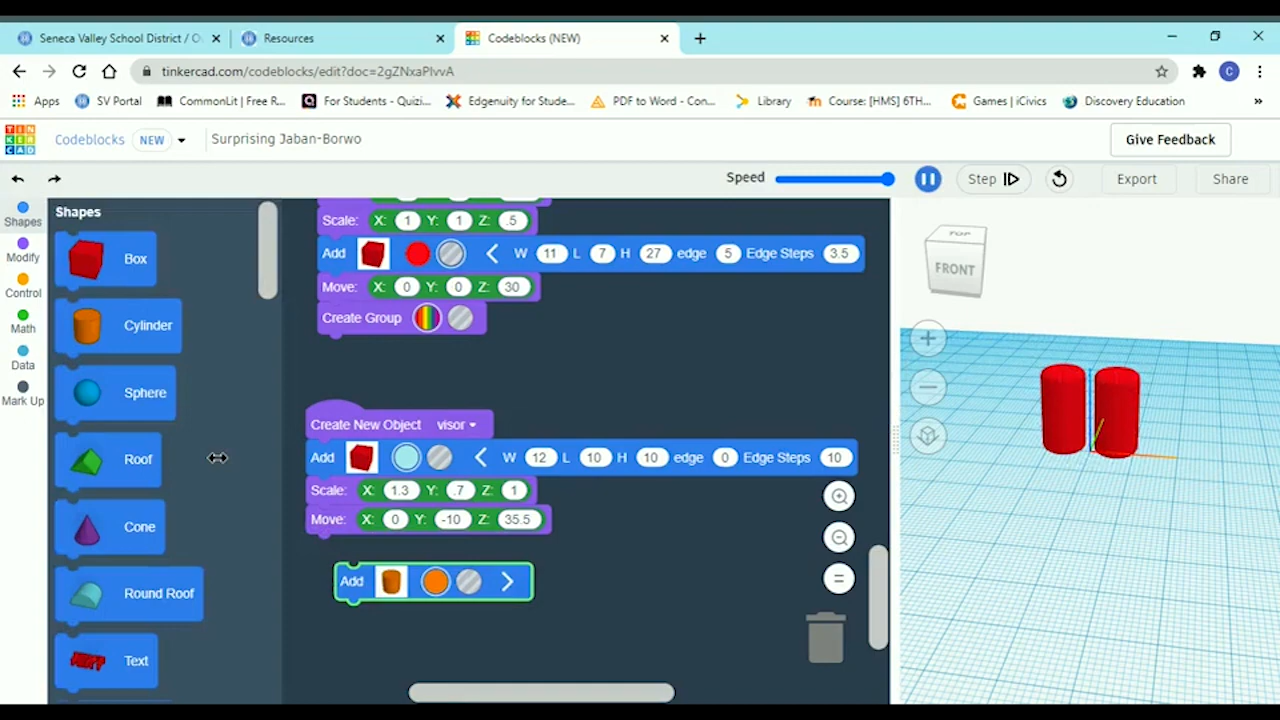 Seneca Valley School District / O
Resources
Codeblocks (NEW)
tinkercad.com/codeblocks/edit?doc=2gZNxaPlvvA
C
Apps
SV Portal
CommonLit | Free R...
For Students - Quizi...
Edgenuity for Stude...
PDF to Word - Con...
Library
Course: [HMS] 6TH...
Games | iCivics
Discovery Education
»
TINKERCAD
Codeblocks
NEW
Surprising Jaban-Borwo
Give Feedback
Speed
Step
Export
Share
Shapes
Modify
Control
Math
Data
Mark Up
Shapes
Box
Cylinder
Sphere
Roof
Cone
Round Roof
Text
Scale: X: 1 Y: 1 Z: .5
Add W 11 L 7 H 27 edge 5 Edge Steps 3.5
Move: X: 0 Y: 0 Z: 30
Create Group
Create New Object visor
Add W 12 L 10 H 10 edge 0 Edge Steps 10
Scale: X: 1.3 Y: .7 Z: 1
Move: X: 0 Y: -10 Z: 35.5
Add
TOP
FRONT